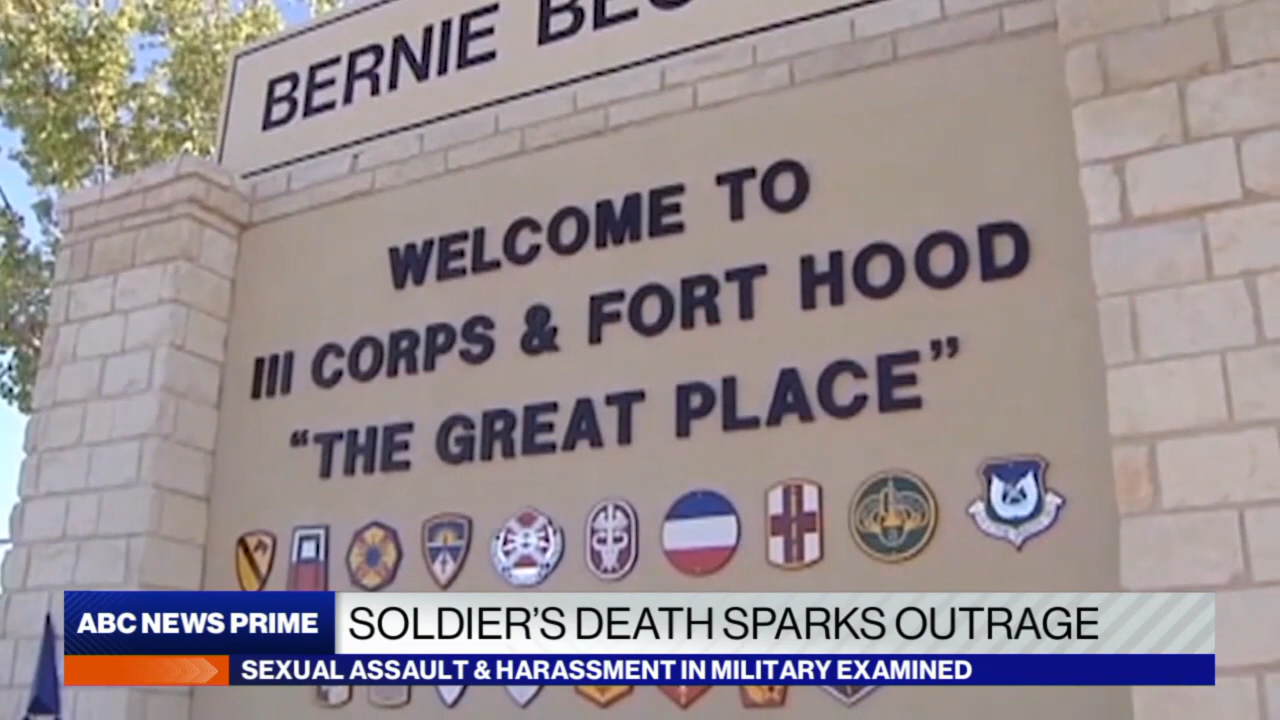 BERNIE
WELCOME TO
III CORPS & FORT HOOD
“THE GREAT PLACE”
ABC NEWS PRIME
SOLDIER’S DEATH SPARKS OUTRAGE
SEXUAL ASSAULT & HARASSMENT IN MILITARY EXAMINED